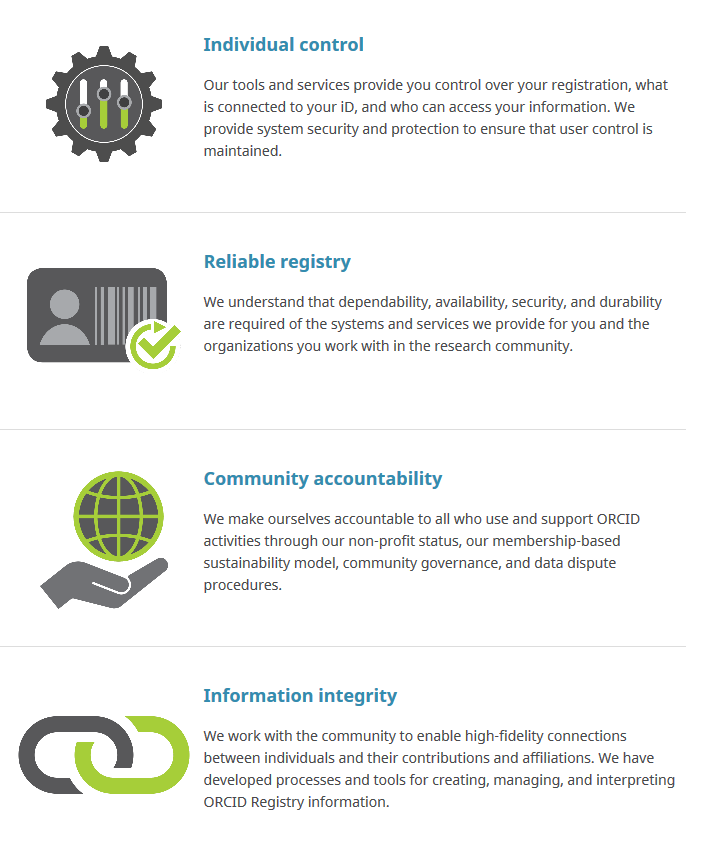 Individual control
Our tools and services provide you control over your registration, what
is connected to your iD, and who can access your information. We
provide system security and protection to ensure that user control is
maintained.
Reliable registry
We understand that dependability, availability, security, and durability
are required of the systems and services we provide for you and the
organizations you work with in the research community.
Community accountability
We make ourselves accountable to all who use and support ORCID
activities through our non-profit status, our membership-based
sustainability model, community governance, and data dispute
procedures.
Information integrity
We work with the community to enable high-fidelity connections
between individuals and their contributions and affiliations. We have
developed processes and tools for creating, managing, and interpreting
ORCID Registry information.